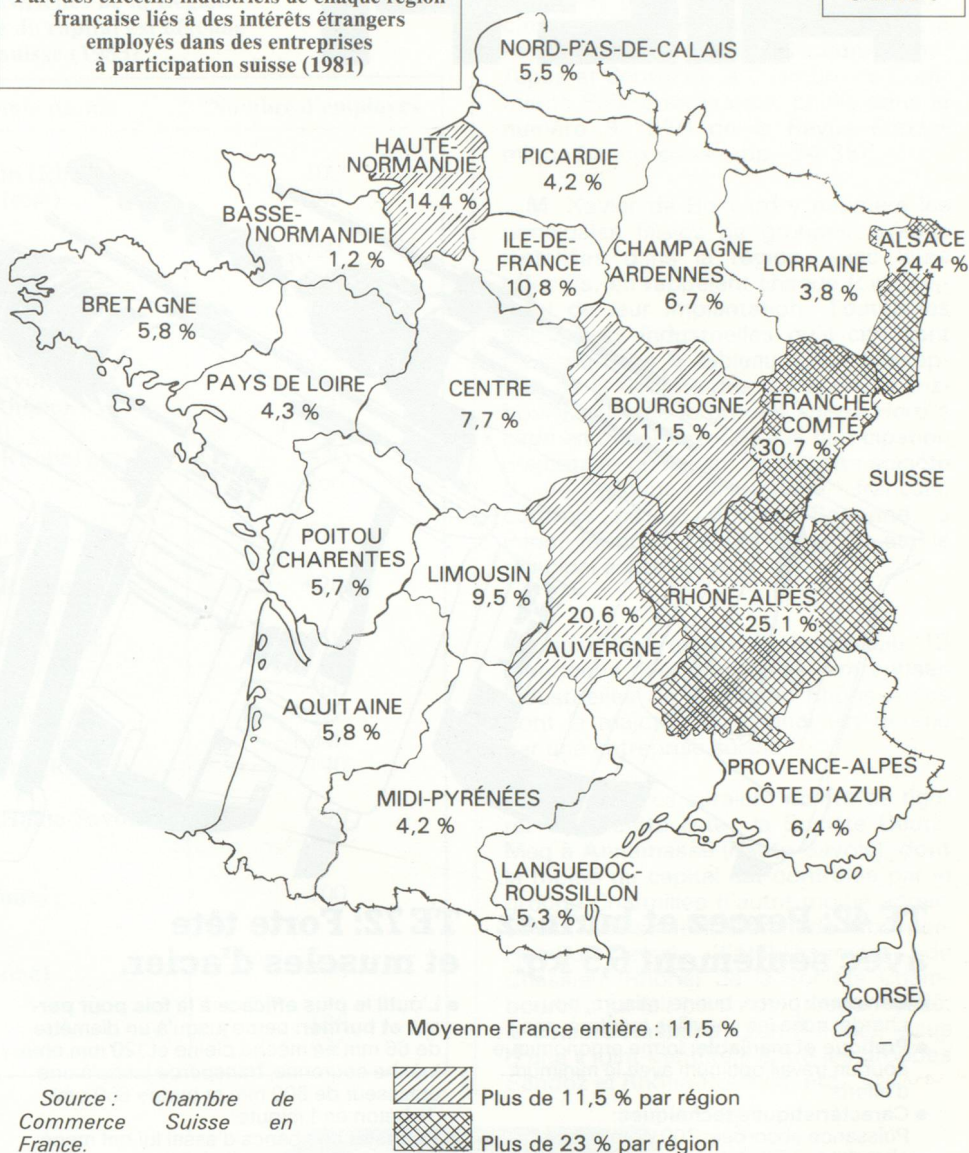 Part des effectifs industriels de chaque région
française liés à des intérêts étrangers
employés dans des entreprises
à participation suisse (1981)
NORD-PAS-DE-CALAIS
5,5 %
HAUTE-
NORMANDIE
14,4 %
PICARDIE
4,2 %
BASSE-
NORMANDIE
1,2 %
ILE-DE-
FRANCE
10,8 %
CHAMPAGNE
ARDENNES
6,7 %
LORRAINE
3,8 %
ALSACE
24,4 %
BRETAGNE
5,8 %
PAYS DE LOIRE
4,3 %
CENTRE
7,7 %
BOURGOGNE
11,5 %
FRANCHE
COMTÉ
30,7 %
SUISSE
POITOU
CHARENTES
5,7 %
LIMOUSIN
9,5 %
20,6 %
AUVERGNE
RHÔNE-ALPES
25,1 %
AQUITAINE
5,8 %
MIDI-PYRÉNÉES
4,2 %
PROVENCE-ALPES
CÔTE D'AZUR
6,4 %
LANGUEDOC-
ROUSSILLON
5,3 %
CORSE
–
Moyenne France entière : 11,5 %
Plus de 11,5 % par région
Plus de 23 % par région
Source : Chambre de
Commerce Suisse en
France.